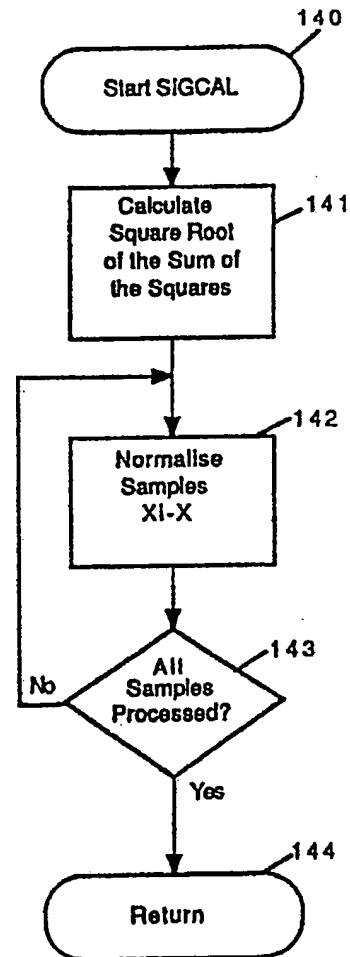 140
Start SIGCAL
Calculate
Square Root
of the Sum of
the Squares
141
142
Normalise
Samples
XI-X
All
Samples
Processed?
143
No
Yes
144
Return